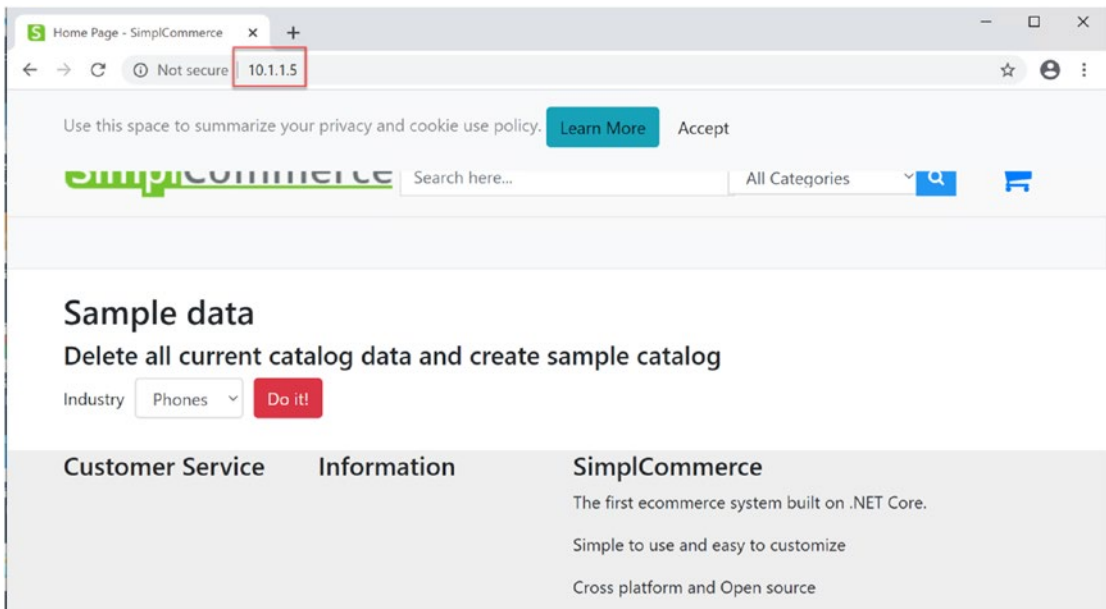 Home Page - SimplCommerce
Not secure 10.1.1.5
Use this space to summarize your privacy and cookie use policy. Learn More Accept
SimplCommerce Search here... All Categories
Sample data
Delete all current catalog data and create sample catalog
Industry Phones Do it!
Customer Service Information SimplCommerce
The first ecommerce system built on .NET Core.
Simple to use and easy to customize
Cross platform and Open source